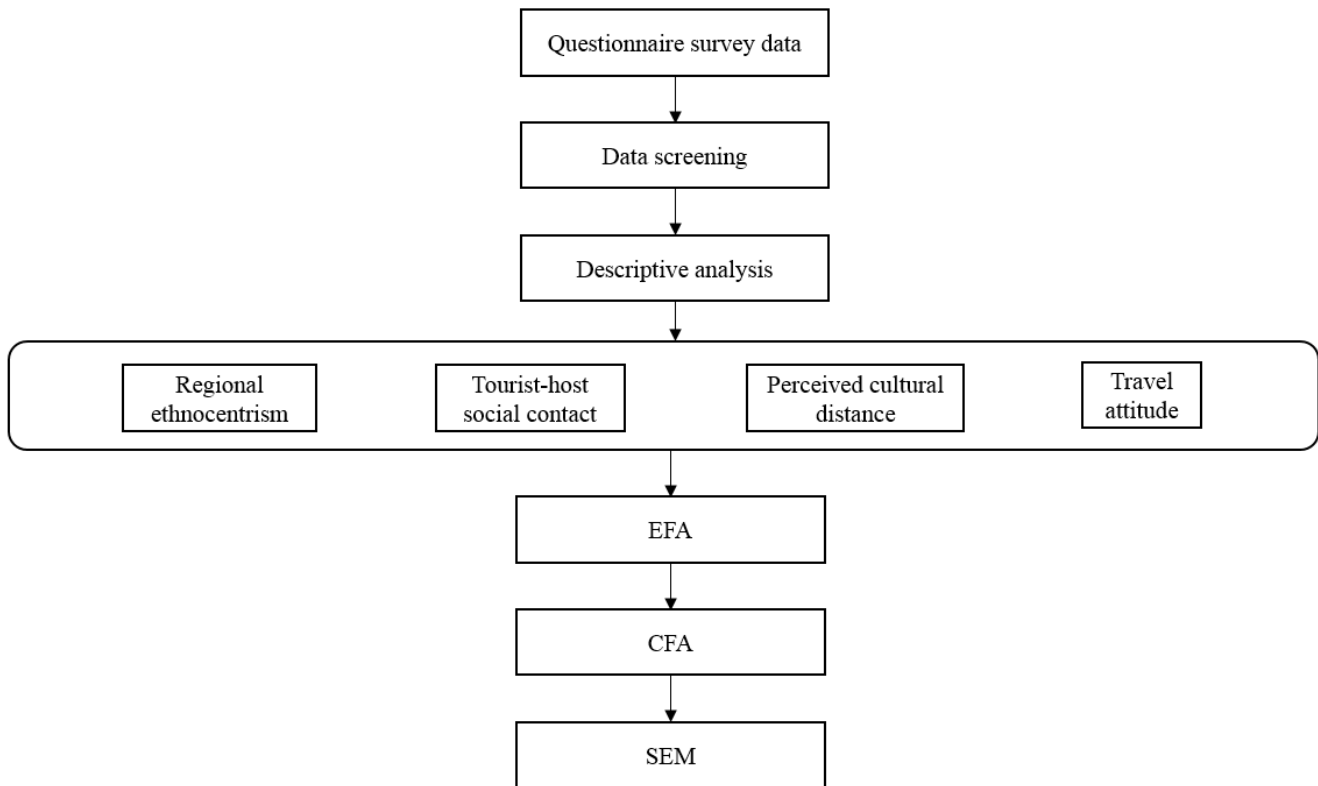 Questionnaire survey data
Data screening
Descriptive analysis
Regional
ethnocentrism
Tourist-host
social contact
Perceived cultural
distance
Travel
attitude
EFA
CFA
SEM